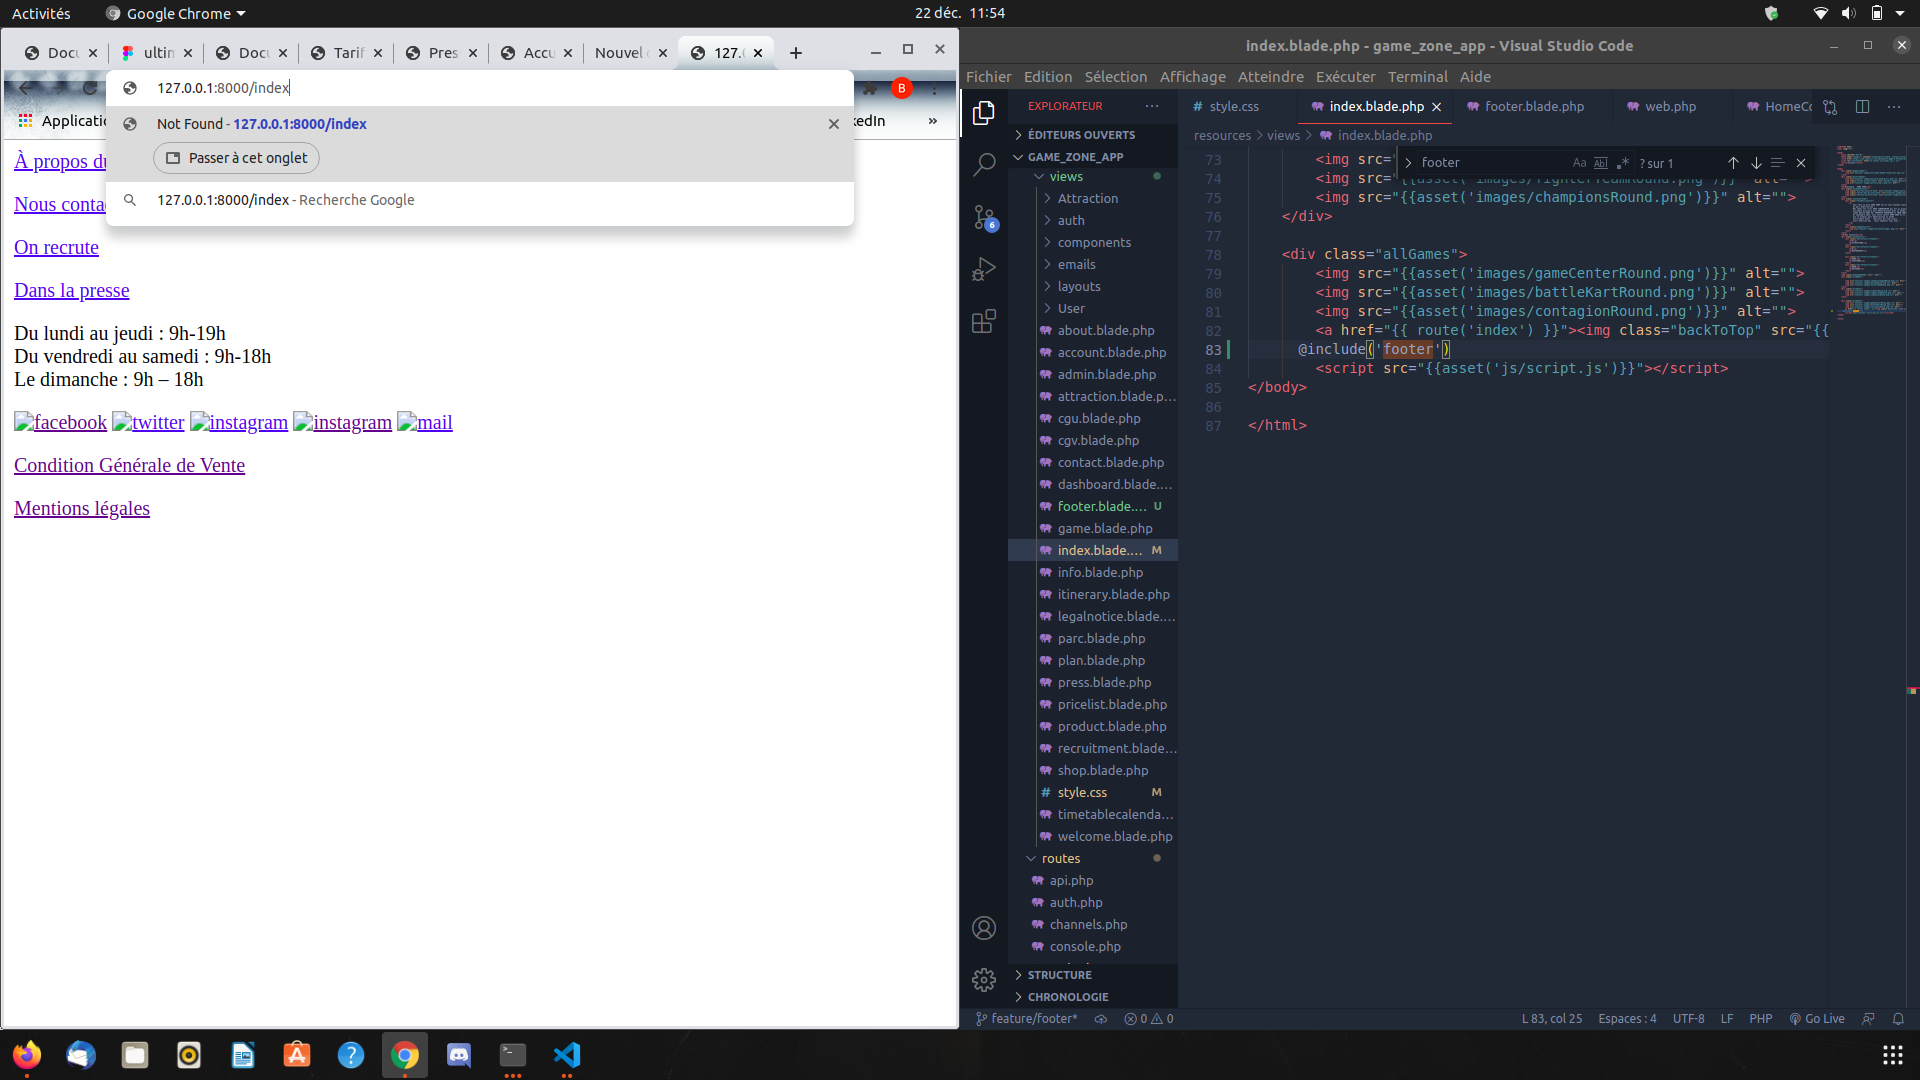 Activités
Google Chrome
22 déc. 11:54
Docu
ultim
Docu
Tarif
Pres
Accu
Nouvel o
127.0
127.0.0.1:8000/index
B
Not Found - 127.0.0.1:8000/index
Passer à cet onglet
127.0.0.1:8000/index - Recherche Google
Applicatio
kedIn
»
À propos du
Nous contac
On recrute
Dans la presse
Du lundi au jeudi : 9h-19h
Du vendredi au samedi : 9h-18h
Le dimanche : 9h – 18h
facebook twitter instagram instagram mail
Condition Générale de Vente
Mentions légales
index.blade.php - game_zone_app - Visual Studio Code
Fichier Edition Sélection Affichage Atteindre Exécuter Terminal Aide
EXPLORATEUR
ÉDITEURS OUVERTS
GAME_ZONE_APP
views
Attraction
auth
components
emails
layouts
User
about.blade.php
account.blade.php
admin.blade.php
attraction.blade.p...
cgu.blade.php
cgv.blade.php
contact.blade.php
dashboard.blade....
footer.blade.... U
game.blade.php
index.blade.... M
info.blade.php
itinerary.blade.php
legalnotice.blade....
parc.blade.php
plan.blade.php
press.blade.php
pricelist.blade.php
product.blade.php
recruitment.blade...
shop.blade.php
# style.css M
timetablecalenda...
welcome.blade.php
routes
api.php
auth.php
channels.php
console.php
STRUCTURE
CHRONOLOGIE
6
# style.css
index.blade.php
footer.blade.php
web.php
HomeCo
resources > views > index.blade.php
footer
Aa Abl .* ? sur 1
73 <img src="
74 <img src="{{asset('images/fighterTeamRound.png')}}" alt="">
75 <img src="{{asset('images/championsRound.png')}}" alt="">
76 </div>
77
78 <div class="allGames">
79 <img src="{{asset('images/gameCenterRound.png')}}" alt="">
80 <img src="{{asset('images/battleKartRound.png')}}" alt="">
81 <img src="{{asset('images/contagionRound.png')}}" alt="">
82 <a href="{{ route('index') }}"><img class="backToTop" src="{{
83 @include('footer')
84 <script src="{{asset('js/script.js')}}"></script>
85 </body>
86
87 </html>
feature/footer*
0 0
L 83, col 25
Espaces : 4
UTF-8
LF
PHP
Go Live